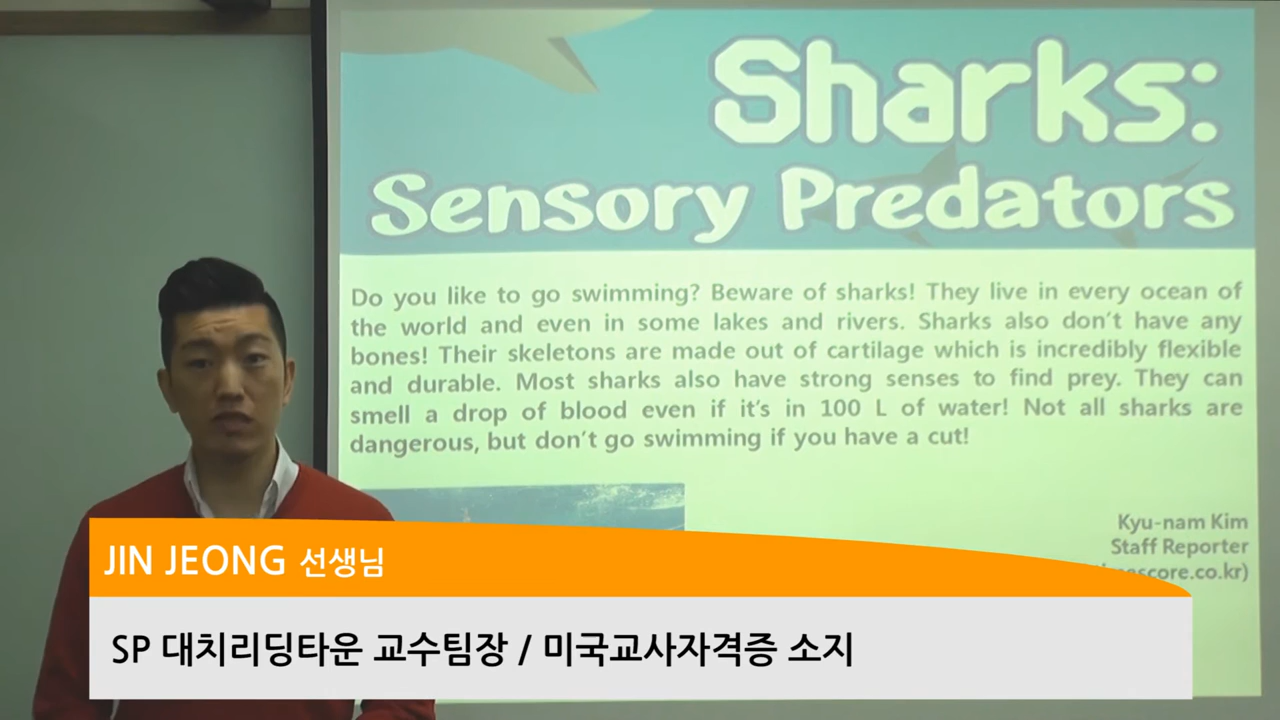 Sharks:
Sensory Predators
Do you like to go swimming? Beware of sharks! They live in every ocean of
the world and even in some lakes and rivers. Sharks also don't have any
bones! Their skeletons are made out of cartilage which is incredibly flexible
and durable. Most sharks also have strong senses to find prey. They can
smell a drop of blood even if it's in 100 L of water! Not all sharks are
dangerous, but don't go swimming if you have a cut!
Kyu-nam Kim
Staff Reporter
JIN JEONG 선생님
SP 대치리딩타운 교수팀장 / 미국교사자격증 소지